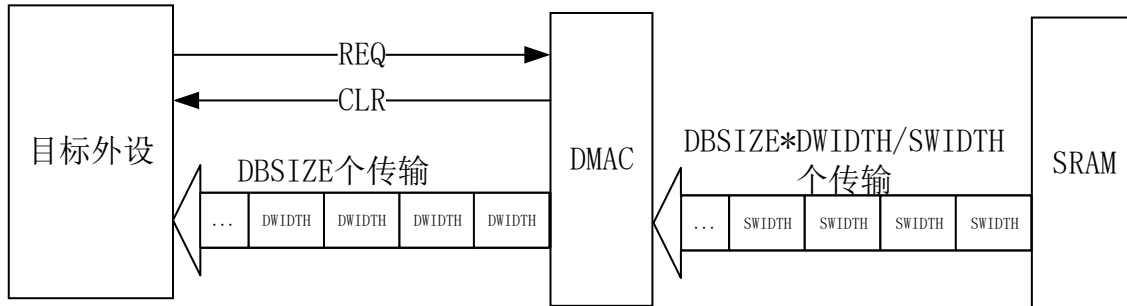 REQ
CLR
目标外设
DBSIZE个传输
... DWIDTH DWIDTH DWIDTH DWIDTH
DMAC
DBSIZE*DWIDTH/SWIDTH
个传输
... SWIDTH SWIDTH SWIDTH SWIDTH
SRAM